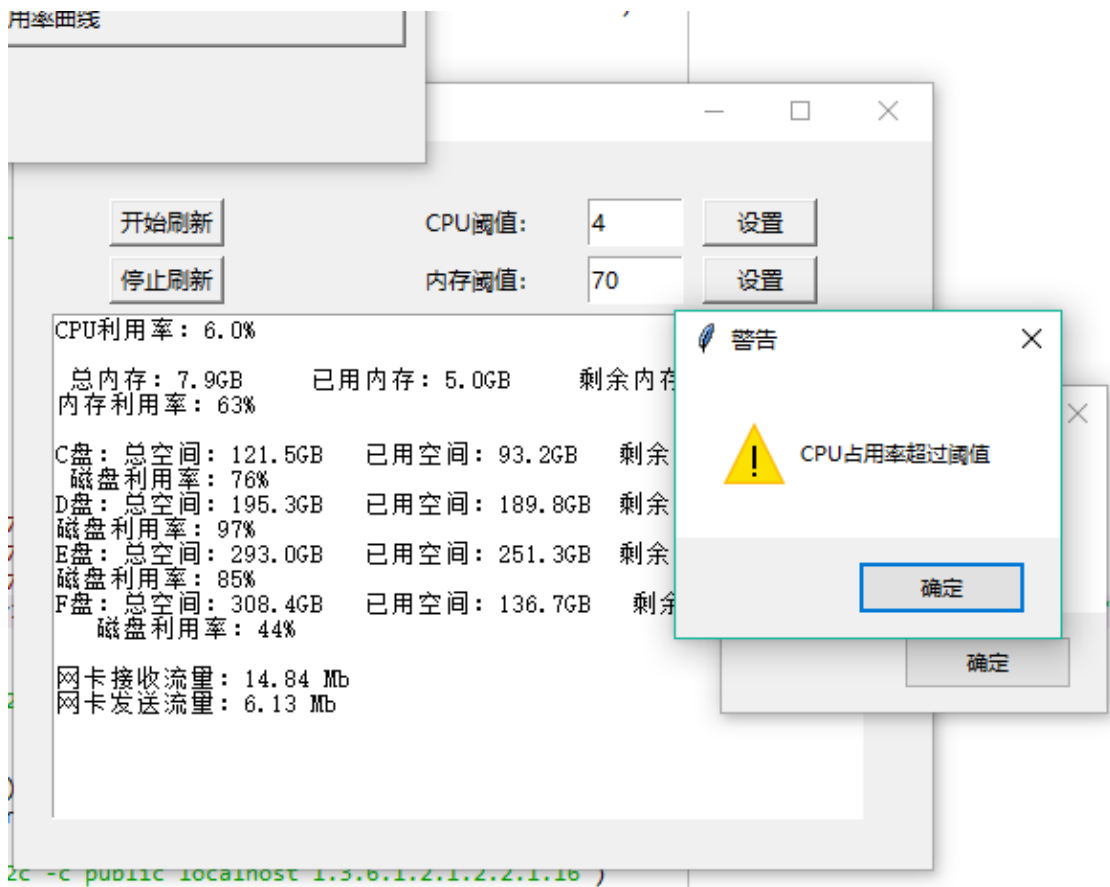 用率曲线
开始刷新 CPU阈值: 4 设置
停止刷新 内存阈值: 70 设置
CPU利用率: 6.0%
总内存: 7.9GB 已用内存: 5.0GB 剩余内存
内存利用率: 63%
C盘: 总空间: 121.5GB 已用空间: 93.2GB 剩余
磁盘利用率: 76%
D盘: 总空间: 195.3GB 已用空间: 189.8GB 剩余
磁盘利用率: 97%
E盘: 总空间: 293.0GB 已用空间: 251.3GB 剩余
磁盘利用率: 85%
F盘: 总空间: 308.4GB 已用空间: 136.7GB 剩余
磁盘利用率: 44%
网卡接收流量: 14.84 Mb
网卡发送流量: 6.13 Mb
警告
CPU占用率超过阈值
确定
确定
2c -c public localhost 1.3.6.1.2.1.2.2.1.16 )